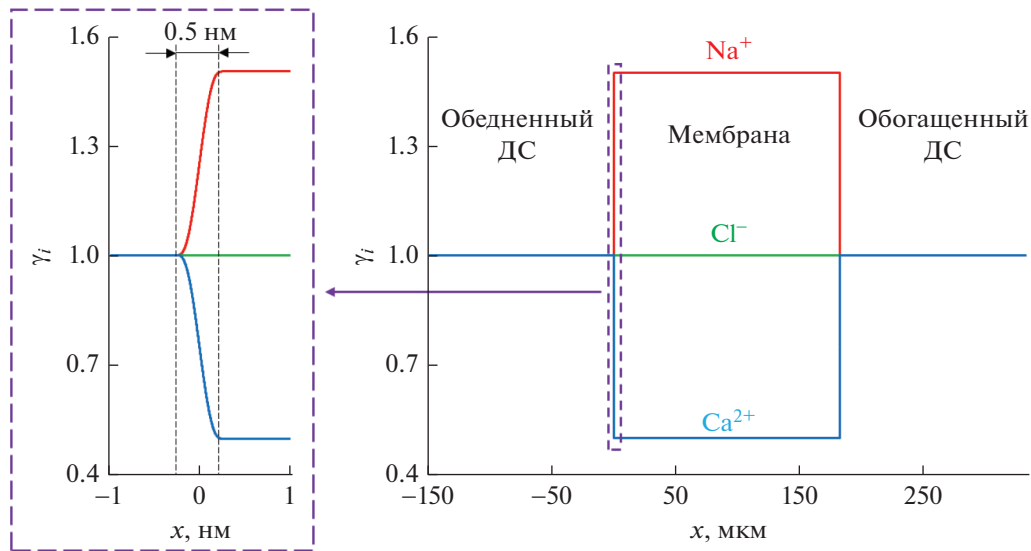 0.5 нм
1.6
1.3
γi
1.0
0.7
0.4
–1
0
1
x, нм
1.6
Na⁺
Обедненный
ДС
Мембрана
Обогащенный
ДС
1.3
Cl⁻
γi
1.0
0.7
Ca²⁺
0.4
–150
–50
50
150
250
x, мкм